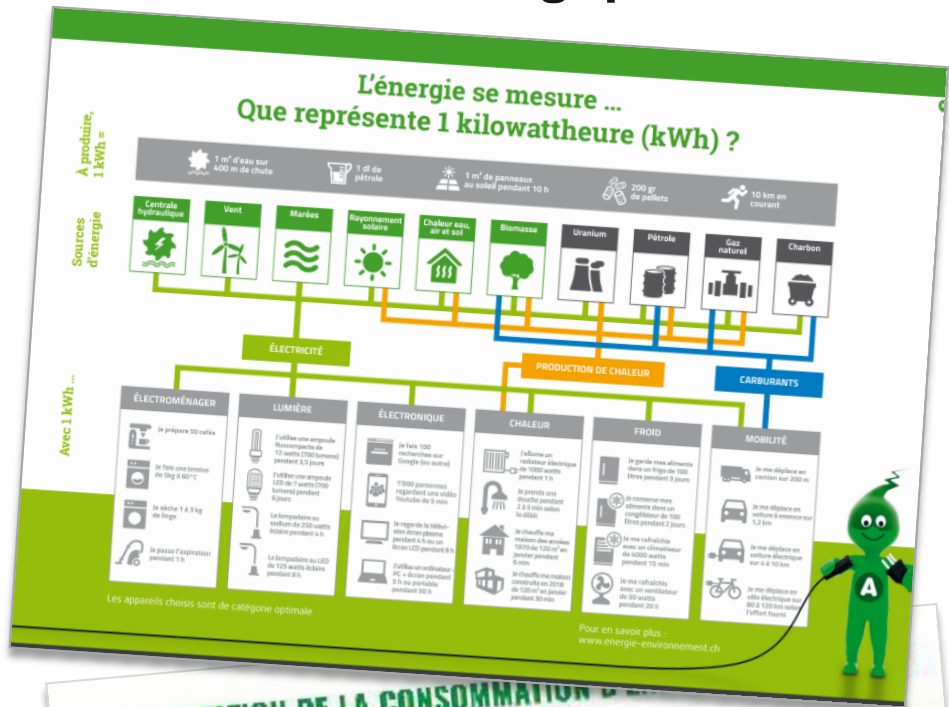 L'énergie se mesure ...
Que représente 1 kilowattheure (kWh) ?
À produire,
1 kWh =
1 m³ d'eau sur
400 m de chute
1 dl de
pétrole
1 m² de panneaux
au soleil pendant 10 h
200 gr
de pellets
10 km en
courant
Sources
d'énergie
Centrale
hydraulique
Vent
Marées
Rayonnement
solaire
Chaleur eau,
air et sol
Biomasse
Uranium
Pétrole
Gaz
naturel
Charbon
ÉLECTRICITÉ
PRODUCTION DE CHALEUR
CARBURANTS
Avec 1 kWh ...
ÉLECTROMÉNAGER
Je prépare 50 cafés
Je fais une lessive
de 5kg à 60°C
Je sèche 1 à 3 kg
de linge
Je passe l'aspirateur
pendant 1 h
LUMIÈRE
J'utilise une ampoule
fluocompacte de
12 watts (700 lumens)
pendant 3,5 jours
J'utilise une ampoule
LED de 7 watts (700
lumens) pendant
6 jours
Le lampadaire au
sodium de 250 watts
éclaire pendant 4 h
Le lampadaire au LED
de 125 watts éclaire
pendant 8 h
ÉLECTRONIQUE
Je fais 100
recherches sur
Google (ou autre)
1'000 personnes
regardent une vidéo
Youtube de 5 min
Je regarde la télévi-
sion écran plasma
pendant 4 h ou un
écran LED pendant 8 h
J'utilise un ordinateur :
PC + écran pendant
5 h ou portable
pendant 50 h
CHALEUR
J'allume un
radiateur électrique
de 1000 watts
pendant 1 h
Je prends une
douche pendant
2 à 5 min selon
le débit
Je chauffe ma
maison des années
1970 de 120 m² en
janvier pendant
6 min
Je chauffe ma maison
construite en 2018
de 120 m² en janvier
pendant 30 min
FROID
Je garde mes aliments
dans un frigo de 100
litres pendant 3 jours
Je conserve mes
aliments dans un
congélateur de 100
litres pendant 2 jours
Je me rafraîchis
avec un climatiseur
de 4000 watts
pendant 15 min
Je me rafraîchis
avec un ventilateur
de 50 watts
pendant 20 h
MOBILITÉ
Je me déplace en
camion sur 200 m
Je me déplace en
voiture à essence sur
1,2 km
Je me déplace en
voiture électrique
sur 4 à 10 km
Je me déplace en
vélo électrique sur
80 à 120 km selon
l'effort fourni
A
Les appareils choisis sont de catégorie optimale
Pour en savoir plus :
www.energie-environnement.ch
DE LA CONSOMMATION